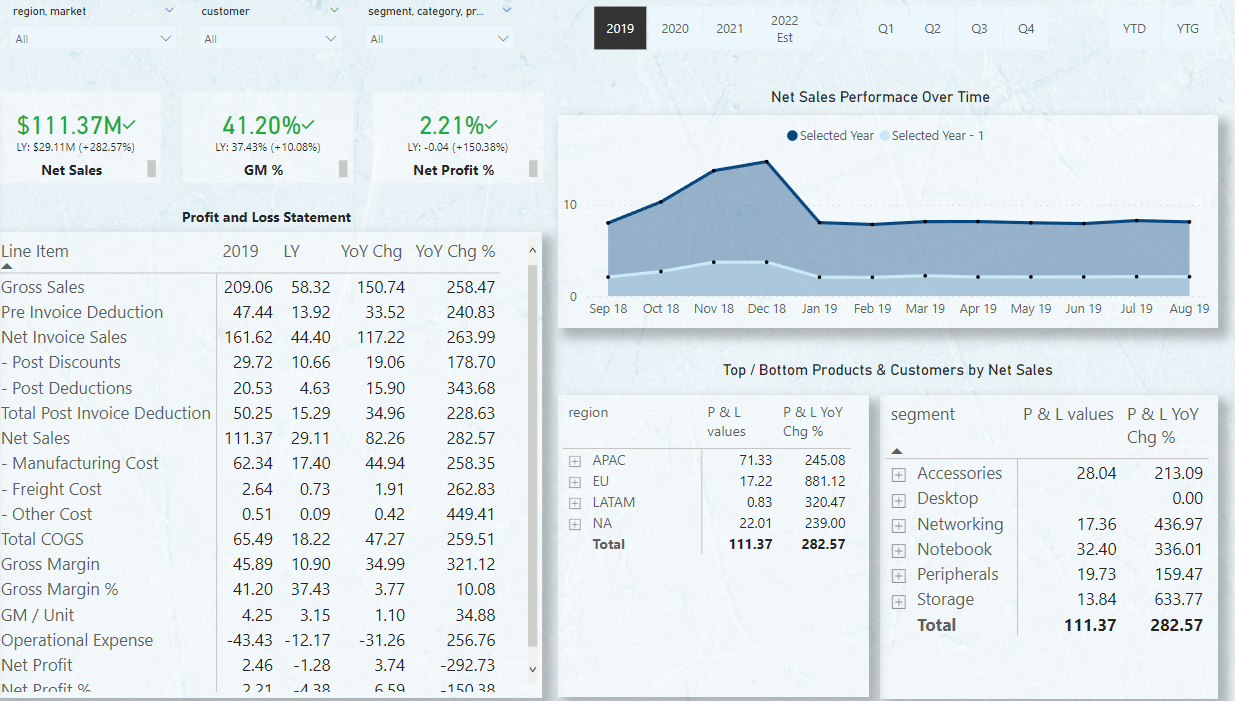 region, market
customer
segment, category, pr...
All
All
All
2019
2020
2021
2022
Est
Q1
Q2
Q3
Q4
YTD
YTG
$111.37M
LY: $29.11M (+282.57%)
Net Sales
41.20%
LY: 37.43% (+10.08%)
GM %
2.21%
LY: -0.04 (+150.38%)
Net Profit %
Profit and Loss Statement
Line Item 2019 LY YoY Chg YoY Chg %
Gross Sales 209.06 58.32 150.74 258.47
Pre Invoice Deduction 47.44 13.92 33.52 240.83
Net Invoice Sales 161.62 44.40 117.22 263.99
- Post Discounts 29.72 10.66 19.06 178.70
- Post Deductions 20.53 4.63 15.90 343.68
Total Post Invoice Deduction 50.25 15.29 34.96 228.63
Net Sales 111.37 29.11 82.26 282.57
- Manufacturing Cost 62.34 17.40 44.94 258.35
- Freight Cost 2.64 0.73 1.91 262.83
- Other Cost 0.51 0.09 0.42 449.41
Total COGS 65.49 18.22 47.27 259.51
Gross Margin 45.89 10.90 34.99 321.12
Gross Margin % 41.20 37.43 3.77 10.08
GM / Unit 4.25 3.15 1.10 34.88
Operational Expense -43.43 -12.17 -31.26 256.76
Net Profit 2.46 -1.28 3.74 -292.73
Net Profit % 2.21 -4.38 6.59 -150.38
Net Sales Performace Over Time
Selected Year Selected Year - 1
10
0
Sep 18 Oct 18 Nov 18 Dec 18 Jan 19 Feb 19 Mar 19 Apr 19 May 19 Jun 19 Jul 19 Aug 19
Top / Bottom Products & Customers by Net Sales
region P & L values P & L YoY Chg %
APAC 71.33 245.08
EU 17.22 881.12
LATAM 0.83 320.47
NA 22.01 239.00
Total 111.37 282.57
segment P & L values P & L YoY Chg %
Accessories 28.04 213.09
Desktop 0.00
Networking 17.36 436.97
Notebook 32.40 336.01
Peripherals 19.73 159.47
Storage 13.84 633.77
Total 111.37 282.57